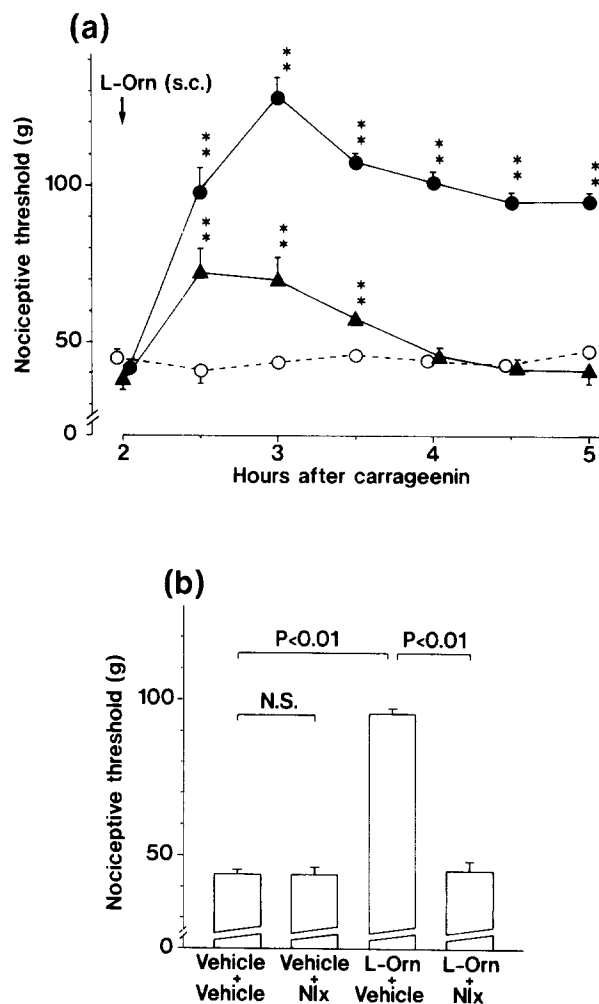 (a)
L-Orn (s.c.)
Nociceptive threshold (g)
100
50
0
** ** ** ** ** **
** ** **
2 3 4 5
Hours after carrageenin
(b)
Nociceptive threshold (g)
100
50
0
P<0.01 P<0.01
N.S.
Vehicle + Vehicle
Vehicle + Nlx
L-Orn + Vehicle
L-Orn + Nlx